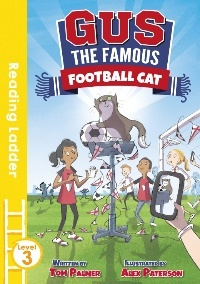 GUS
THE FAMOUS
FOOTBALL CAT
Reading Ladder
Level
3
WRITTEN BY
TOM PALMER
ILLUSTRATED BY
ALEX PATERSON